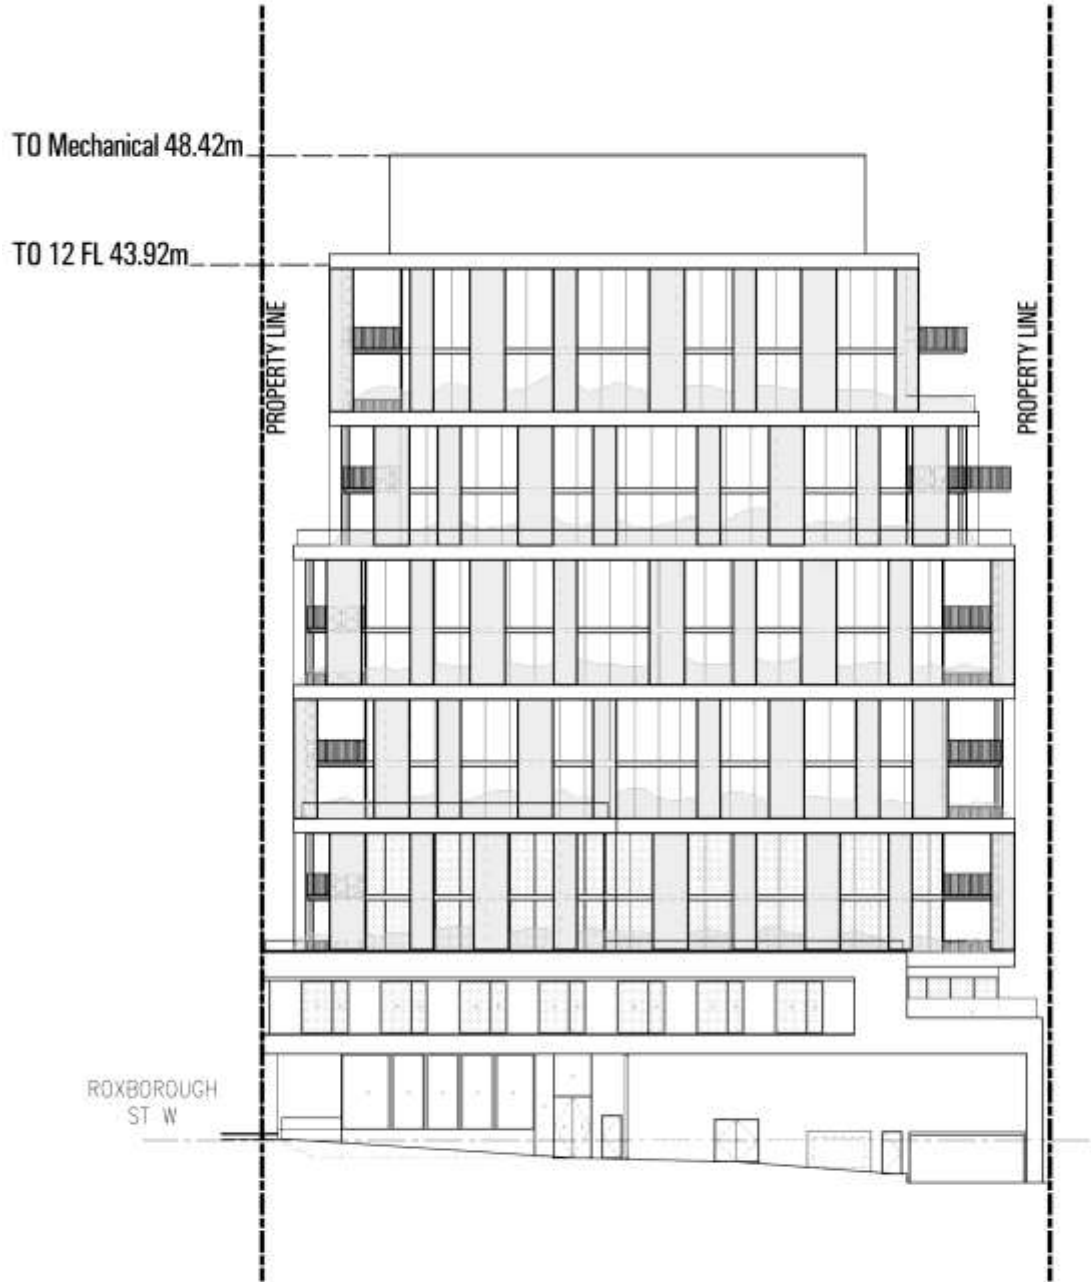 TO Mechanical 48.42m
TO 12 FL 43.92m
PROPERTY LINE
PROPERTY LINE
ROXBOROUGH
ST W